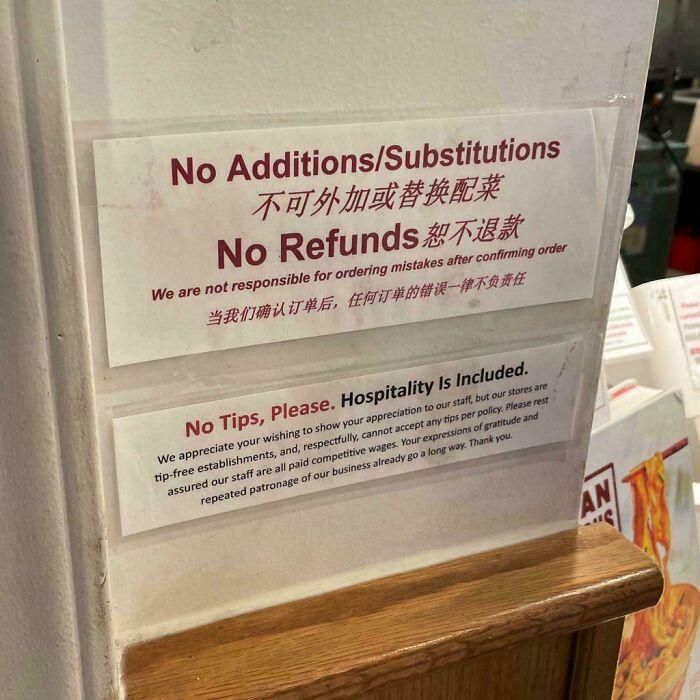 No Additions/Substitutions
不可外加或替换配菜
No Refunds 恕不退款
We are not responsible for ordering mistakes after confirming order
当我们确认订单后，任何订单的错误一律不负责任
No Tips, Please. Hospitality Is Included.
We appreciate your wishing to show your appreciation to our staff, but our stores are
tip-free establishments, and, respectfully, cannot accept any tips per policy. Please rest
assured our staff are all paid competitive wages. Your expressions of gratitude and
repeated patronage of our business already go a long way. Thank you.